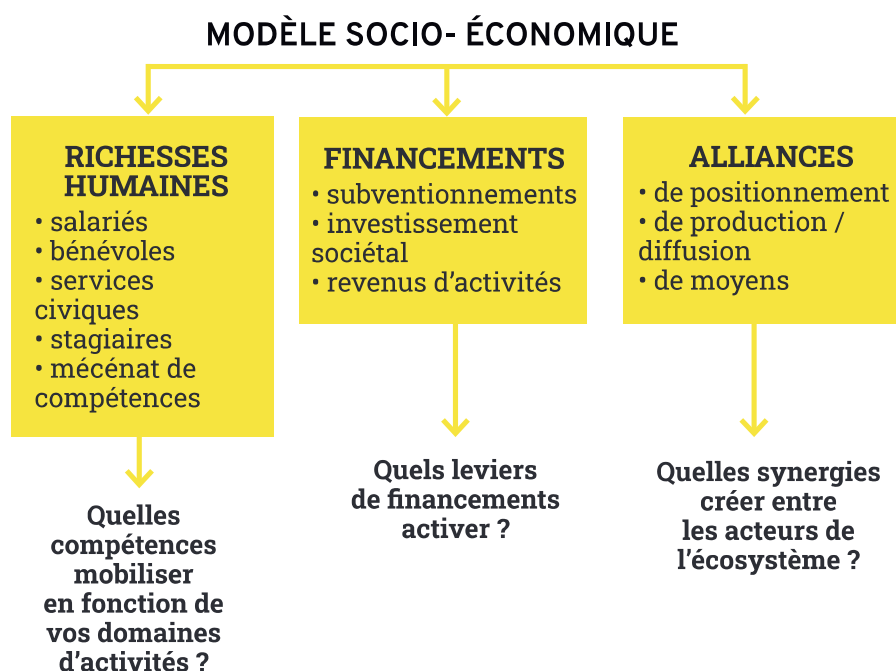 MODÈLE SOCIO- ÉCONOMIQUE
RICHESSES
HUMAINES
• salariés
• bénévoles
• services
civiques
• stagiaires
• mécénat de
compétences
Quelles
compétences
mobiliser
en fonction de
vos domaines
d’activités ?
FINANCEMENTS
• subventionnements
• investissement
sociétal
• revenus d’activités
Quels leviers
de financements
activer ?
ALLIANCES
• de positionnement
• de production /
diffusion
• de moyens
Quelles synergies
créer entre
les acteurs de
l’écosystème ?